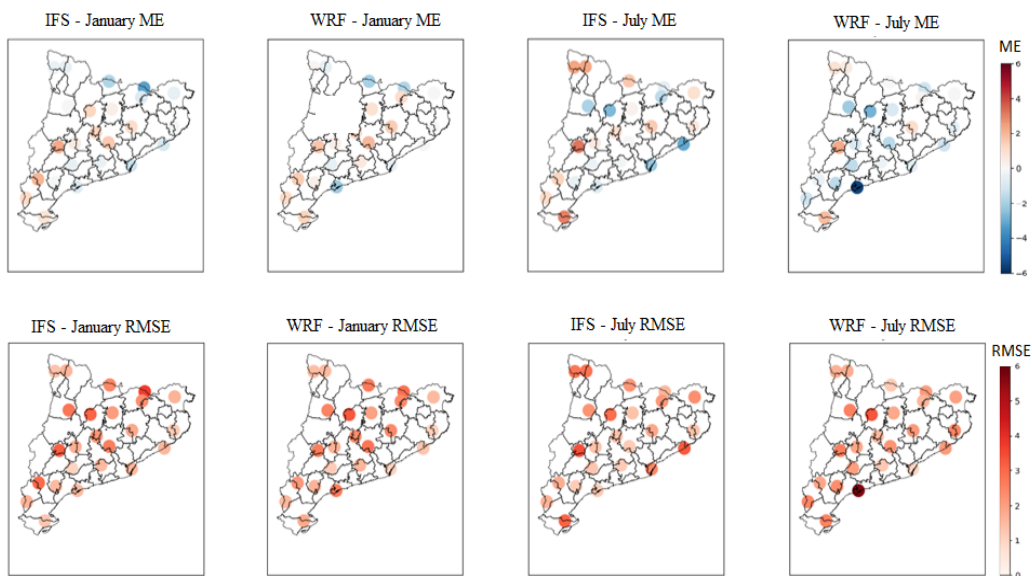 IFS - January ME
WRF - January ME
IFS - July ME
WRF - July ME
ME
6
4
2
0
−2
−4
−6
IFS - January RMSE
WRF - January RMSE
IFS - July RMSE
WRF - July RMSE
RMSE
6
5
4
3
2
1
0